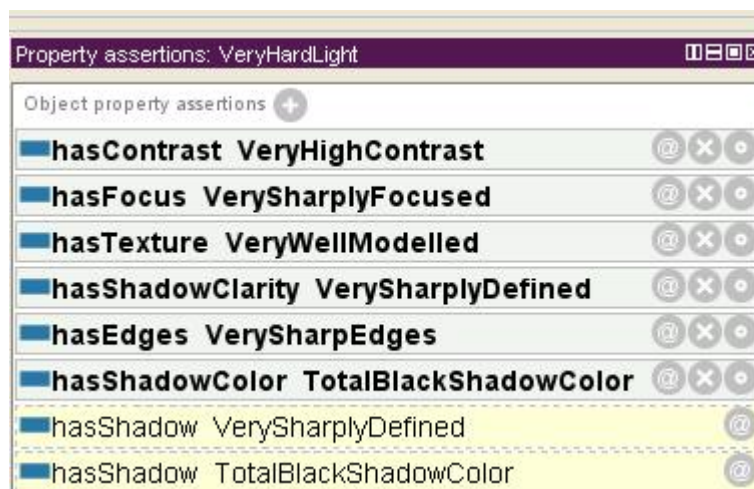 Property assertions: VeryHardLight
Object property assertions
hasContrast VeryHighContrast
hasFocus VerySharplyFocused
hasTexture VeryWellModelled
hasShadowClarity VerySharplyDefined
hasEdges VerySharpEdges
hasShadowColor TotalBlackShadowColor
hasShadow VerySharplyDefined
hasShadow TotalBlackShadowColor